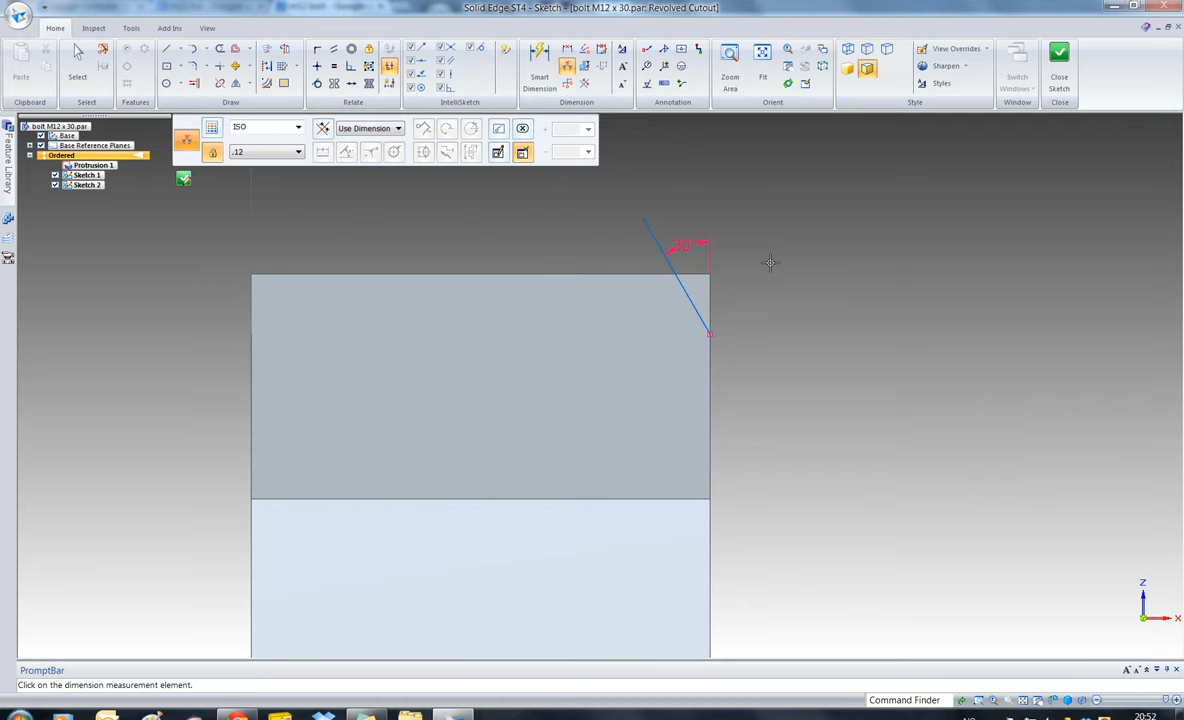 Solid Edge ST4 - Sketch - [bolt M12 x 30.par: Revolved Cutout]
Home Inspect Tools Add Ins View
Paste Select Smart Dimension Zoom Area Fit View Overrides Sharpen Styles Switch Windows Close Sketch
Clipboard Select Features Draw Relate IntelliSketch Dimension Annotation Orient Style Window Close
Feature Library
bolt M12 x 30.par
Base
Base Reference Planes
Ordered
Protrusion 1
Sketch 1
Sketch 2
ISO Use Dimension
.12
30
Z
X
PromptBar
Click on the dimension measurement element.
Command Finder
20:52